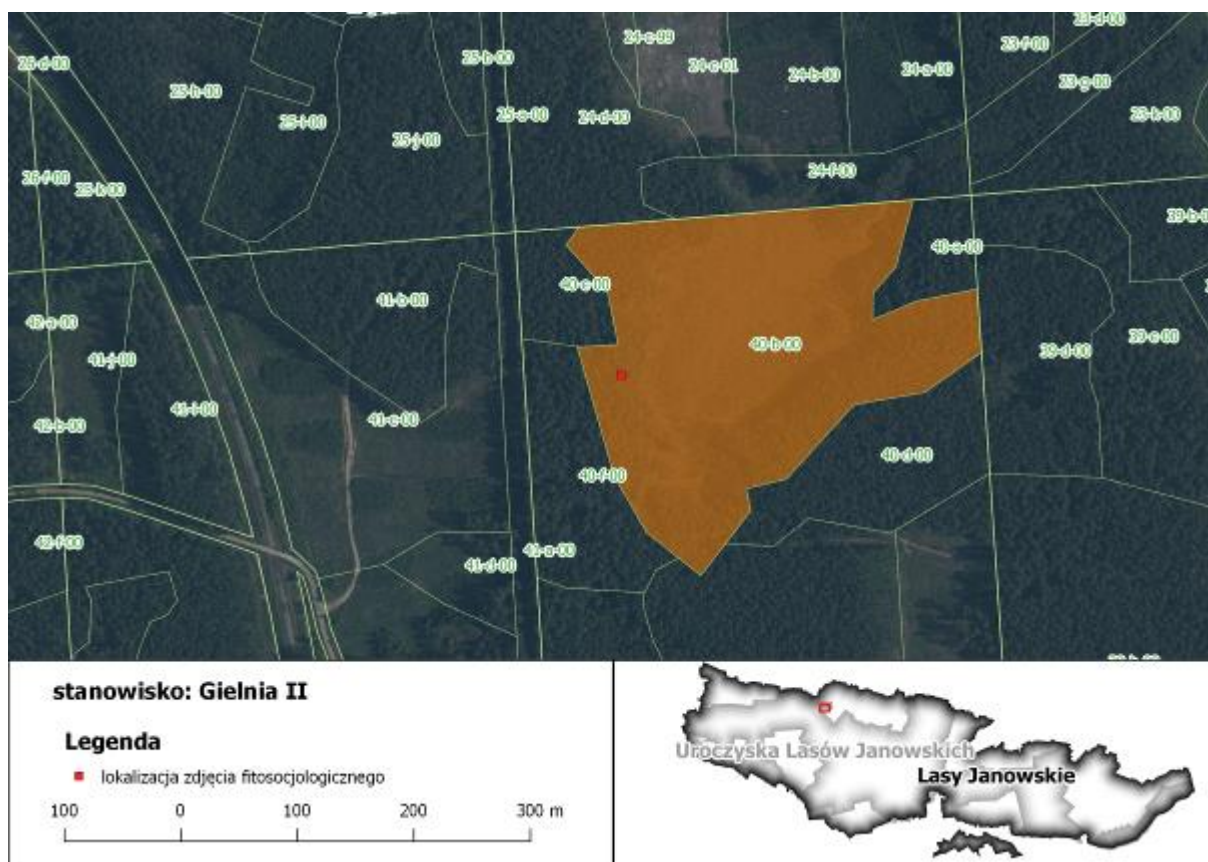 24-c-99
23-d-00
23-f-00
26-d-00
25-h-00
25-b-00
24-c-01
24-b-00
24-a-00
23-g-00
25-i-00
25-a-00
24-d-00
23-k-00
25-j-00
26-f-00
25-k-00
24-f-00
39-b-0
40-a-00
40-c-00
41-b-00
42-a-00
41-j-00
40-b-00
39-d-00
39-c-00
41-i-00
41-c-00
42-b-00
40-d-00
40-f-00
42-f-00
41-d-00
41-a-00
stanowisko: Gielnia II
Legenda
lokalizacja zdjęcia fitosocjologicznego
100 0 100 200 300 m
Uroczyska Lasów Janowskich
Lasy Janowskie